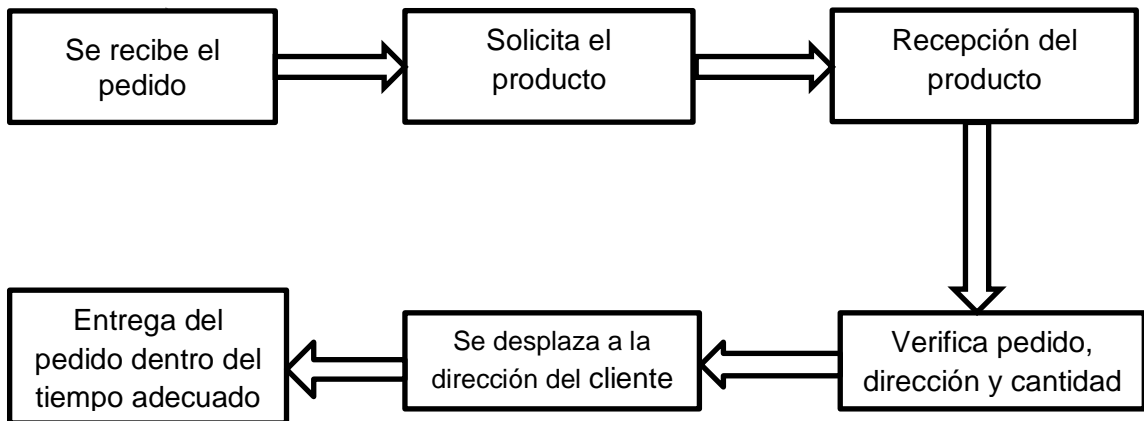 Se recibe el
pedido
Solicita el
producto
Recepción del
producto
Verifica pedido,
dirección y cantidad
Se desplaza a la
dirección del cliente
Entrega del
pedido dentro del
tiempo adecuado